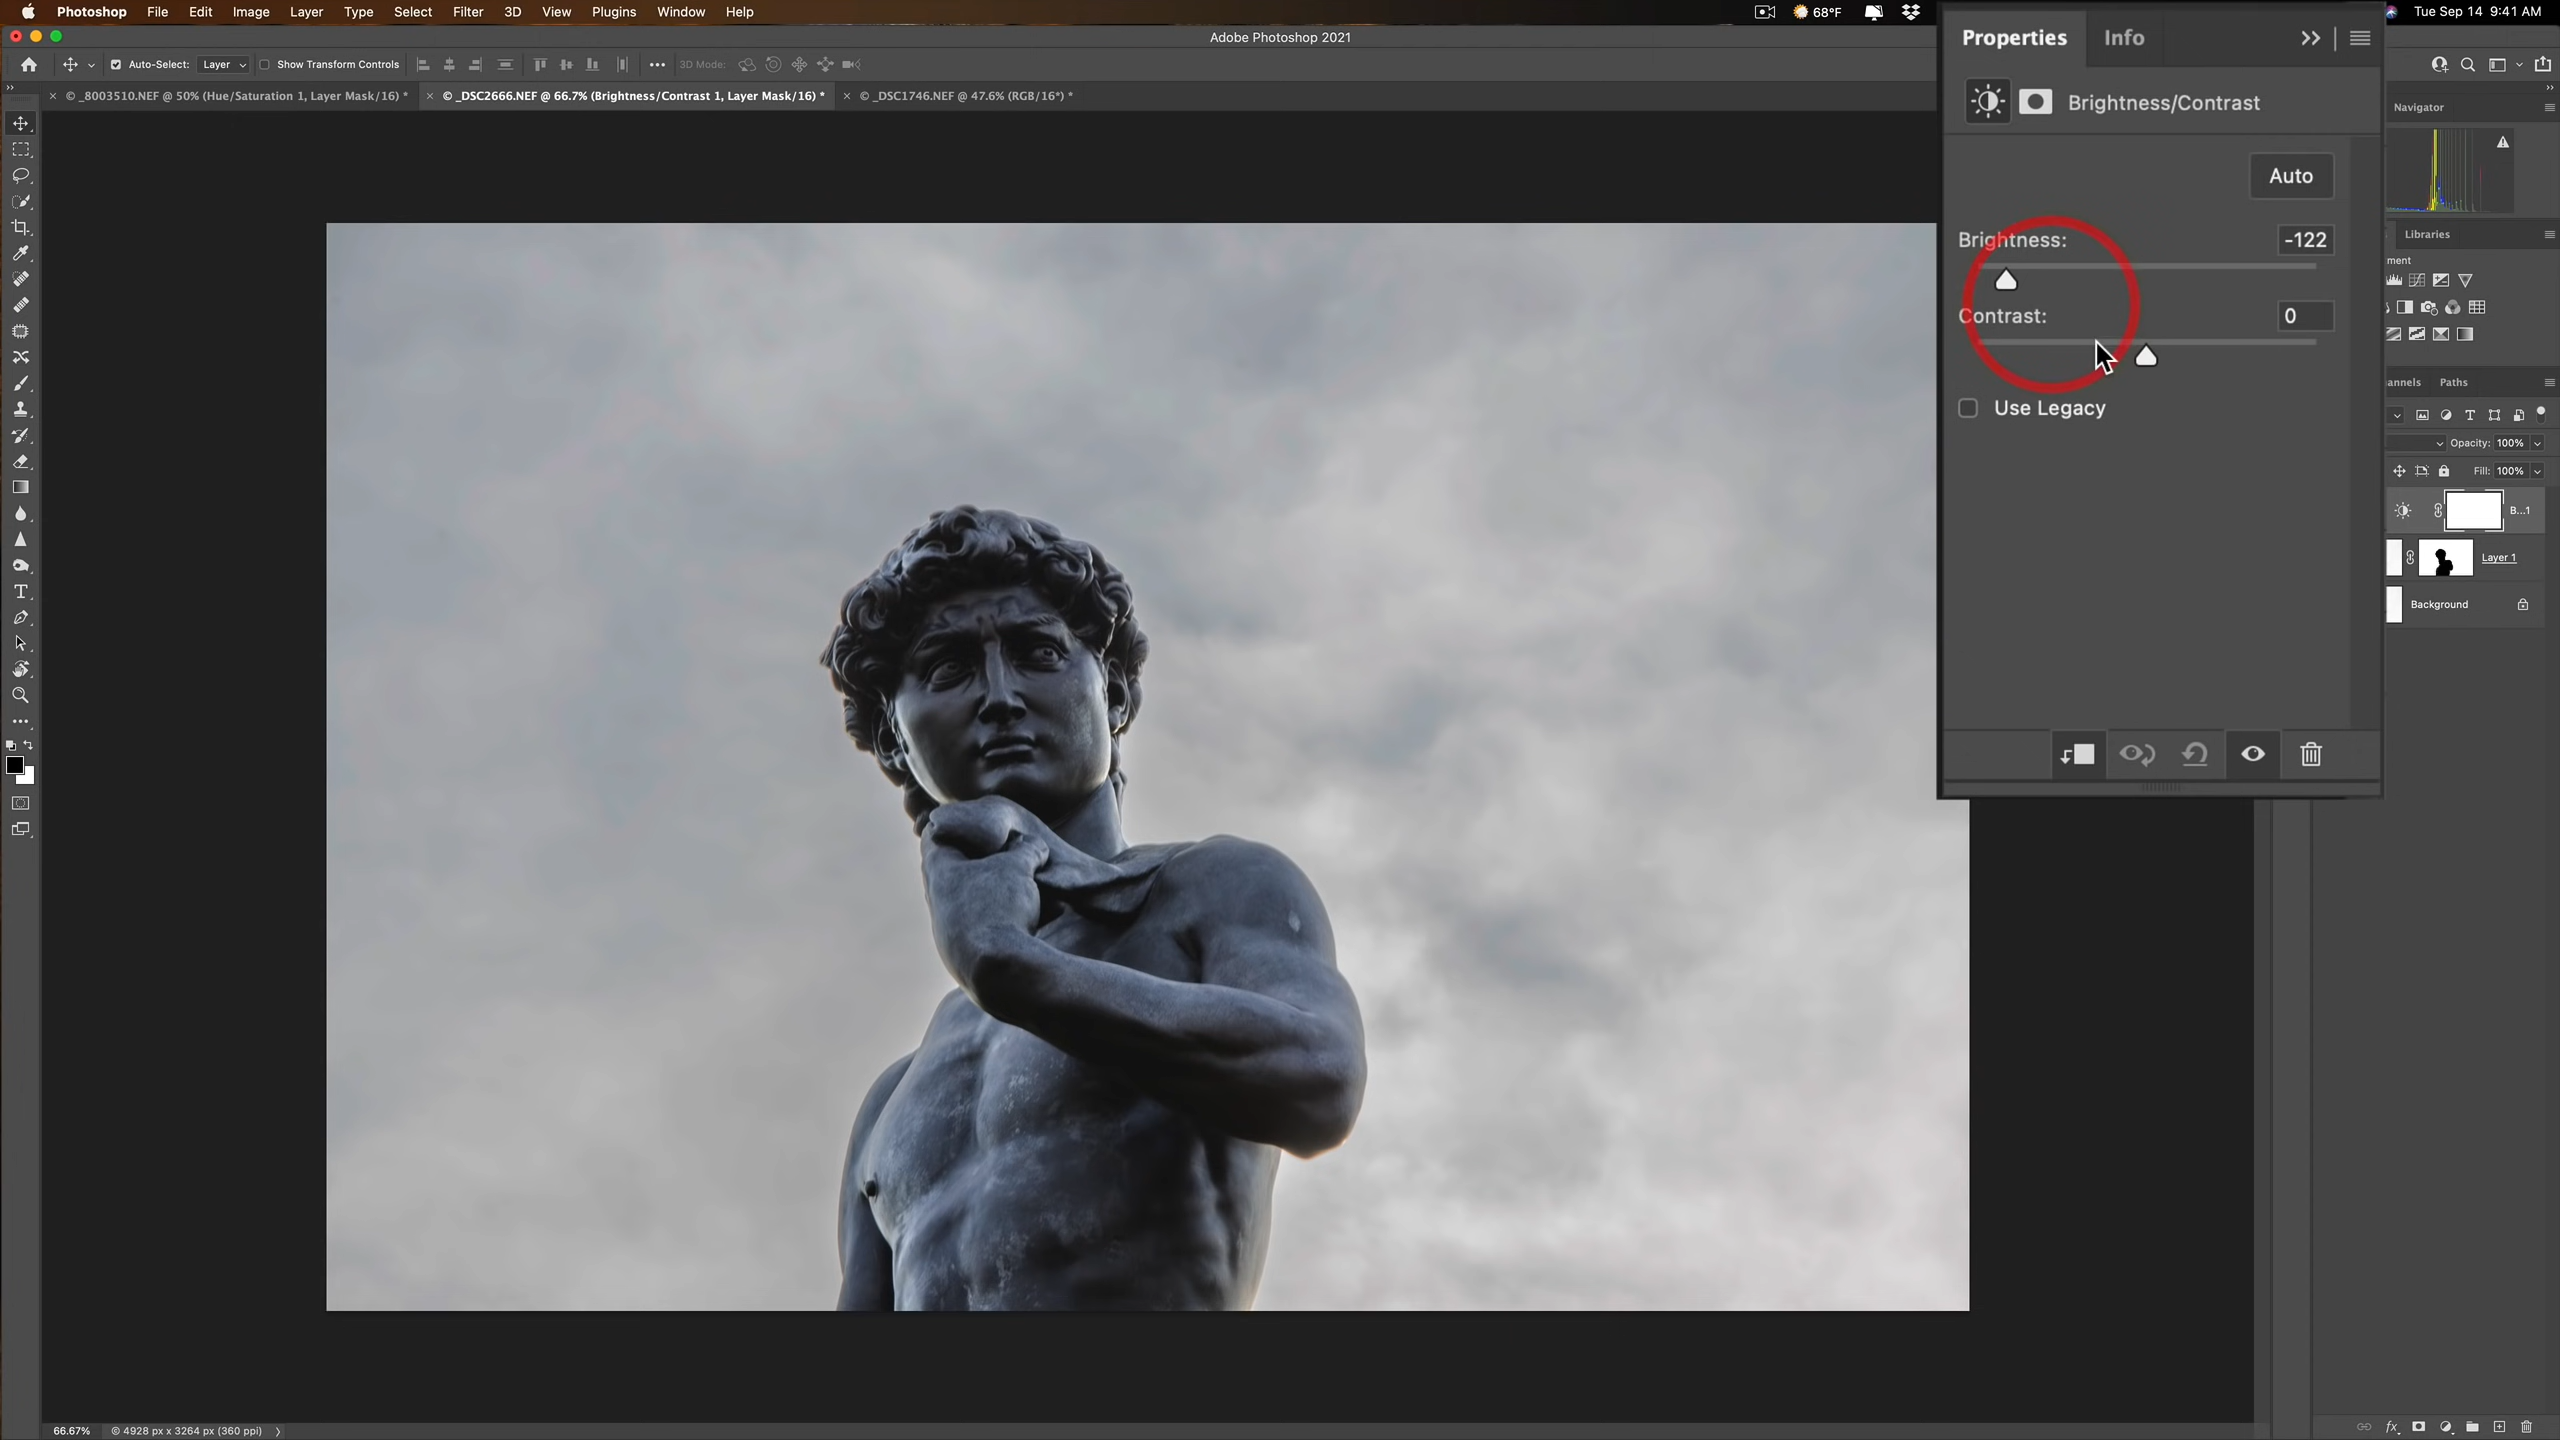 Photoshop File Edit Image Layer Type Select Filter 3D View Plugins Window Help
68°F
Tue Sep 14 9:41 AM
Adobe Photoshop 2021
Auto-Select: Layer Show Transform Controls
3D Mode:
© _8003510.NEF @ 50% (Hue/Saturation 1, Layer Mask/16) *
© _DSC2666.NEF @ 66.7% (Brightness/Contrast 1, Layer Mask/16) *
© _DSC1746.NEF @ 47.6% (RGB/16*) *
Properties Info
Brightness/Contrast
Auto
Brightness: -122
Contrast: 0
Use Legacy
Navigator
Libraries
ment
annels Paths
Opacity: 100%
Fill: 100%
B...1
Layer 1
Background
66.67% © 4928 px x 3264 px (360 ppi)